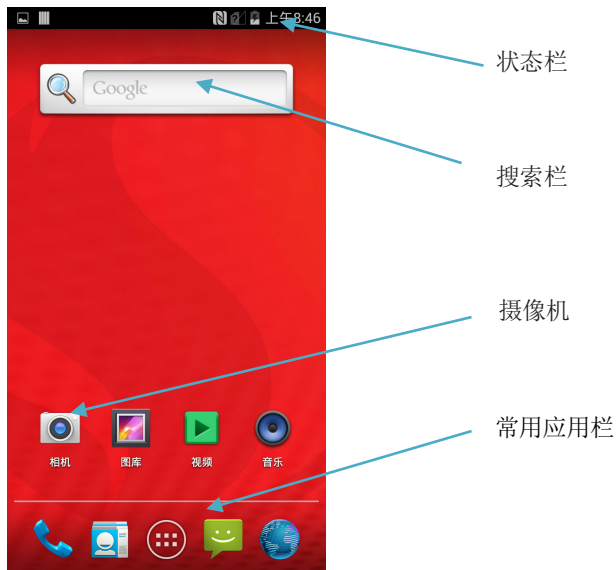 上午8:46
状态栏
Google
搜索栏
摄像机
相机 图库 视频 音乐
常用应用栏